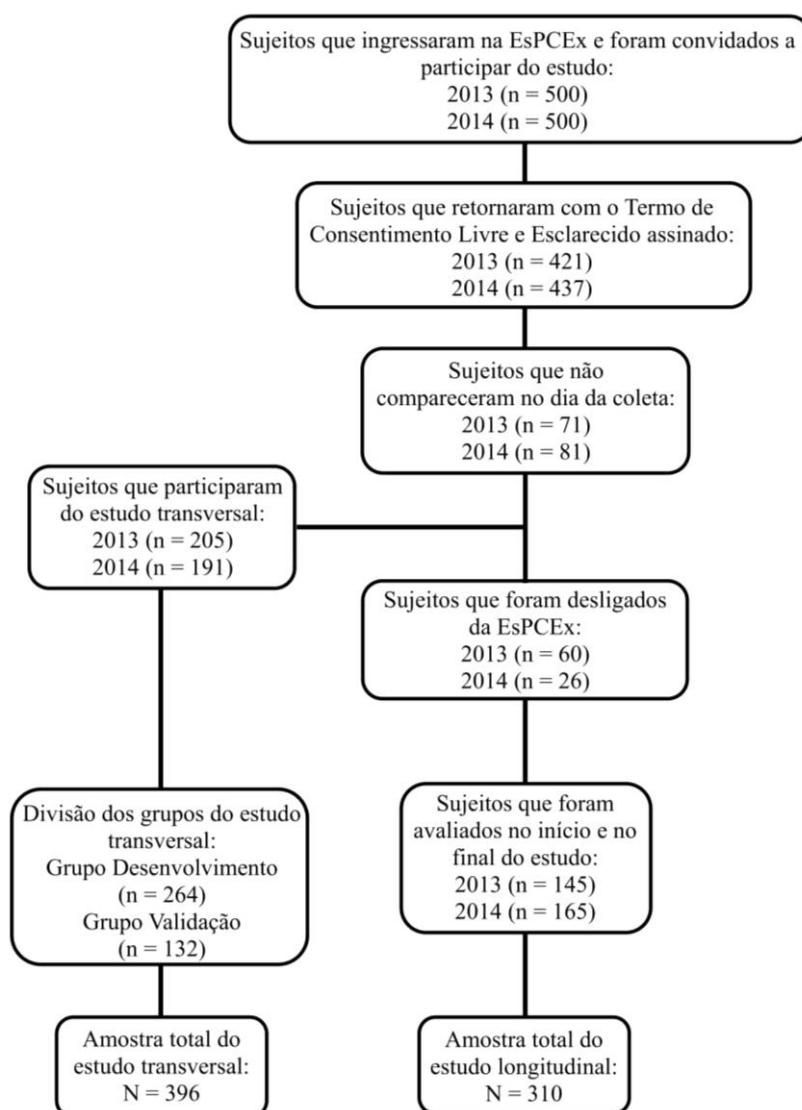 Sujeitos que ingressaram na EsPCEx e foram convidados a
participar do estudo:
2013 (n = 500)
2014 (n = 500)
Sujeitos que retornaram com o Termo de
Consentimento Livre e Esclarecido assinado:
2013 (n = 421)
2014 (n = 437)
Sujeitos que não
compareceram no dia da coleta:
2013 (n = 71)
2014 (n = 81)
Sujeitos que participaram
do estudo transversal:
2013 (n = 205)
2014 (n = 191)
Sujeitos que foram desligados
da EsPCEx:
2013 (n = 60)
2014 (n = 26)
Divisão dos grupos do estudo
transversal:
Grupo Desenvolvimento
(n = 264)
Grupo Validação
(n = 132)
Sujeitos que foram
avaliados no início e no
final do estudo:
2013 (n = 145)
2014 (n = 165)
Amostra total do
estudo transversal:
N = 396
Amostra total do
estudo longitudinal:
N = 310